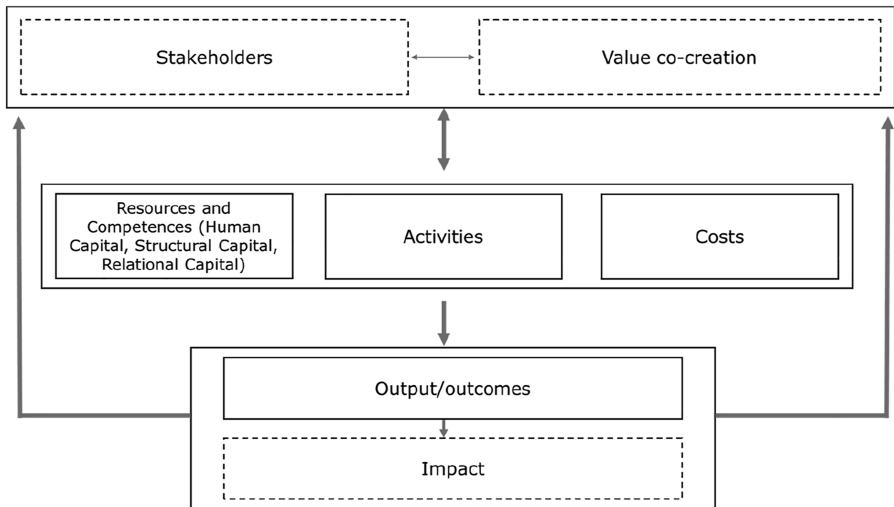 Stakeholders
Value co-creation
Resources and
Competences (Human
Capital, Structural Capital,
Relational Capital)
Activities
Costs
Output/outcomes
Impact